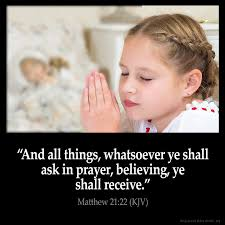 “And all things, whatsoever ye shall
ask in prayer, believing, ye
shall receive.”
Matthew 21:22 (KJV)